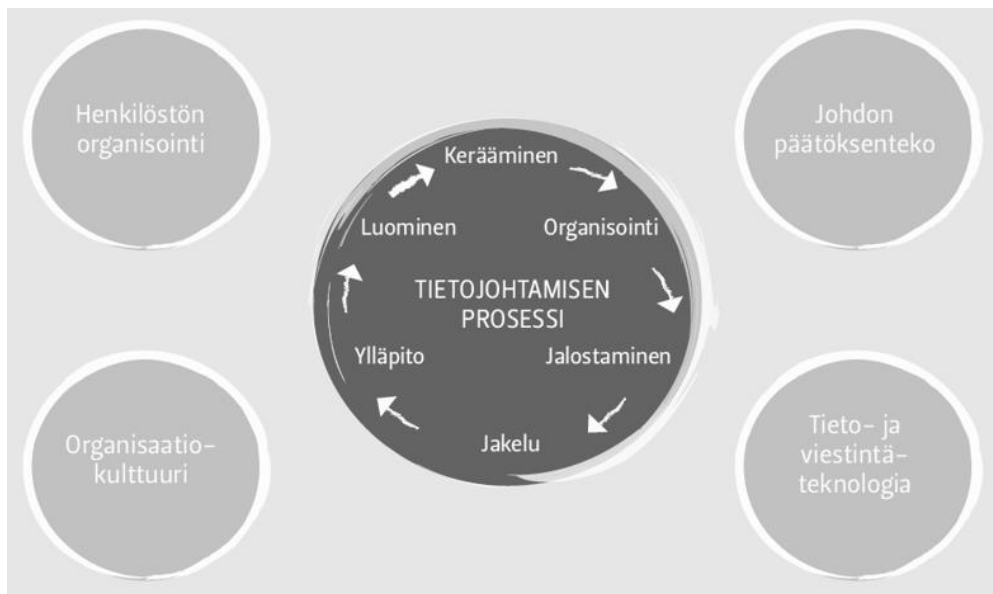 Henkilöstön
organisointi
Johdon
päätöksenteko
Kerääminen
Luominen
Organisointi
TIETOJOHTAMISEN
PROSESSI
Ylläpito
Jalostaminen
Jakelu
Organisaatio–
kulttuuri
Tieto– ja
viestintä–
teknologia